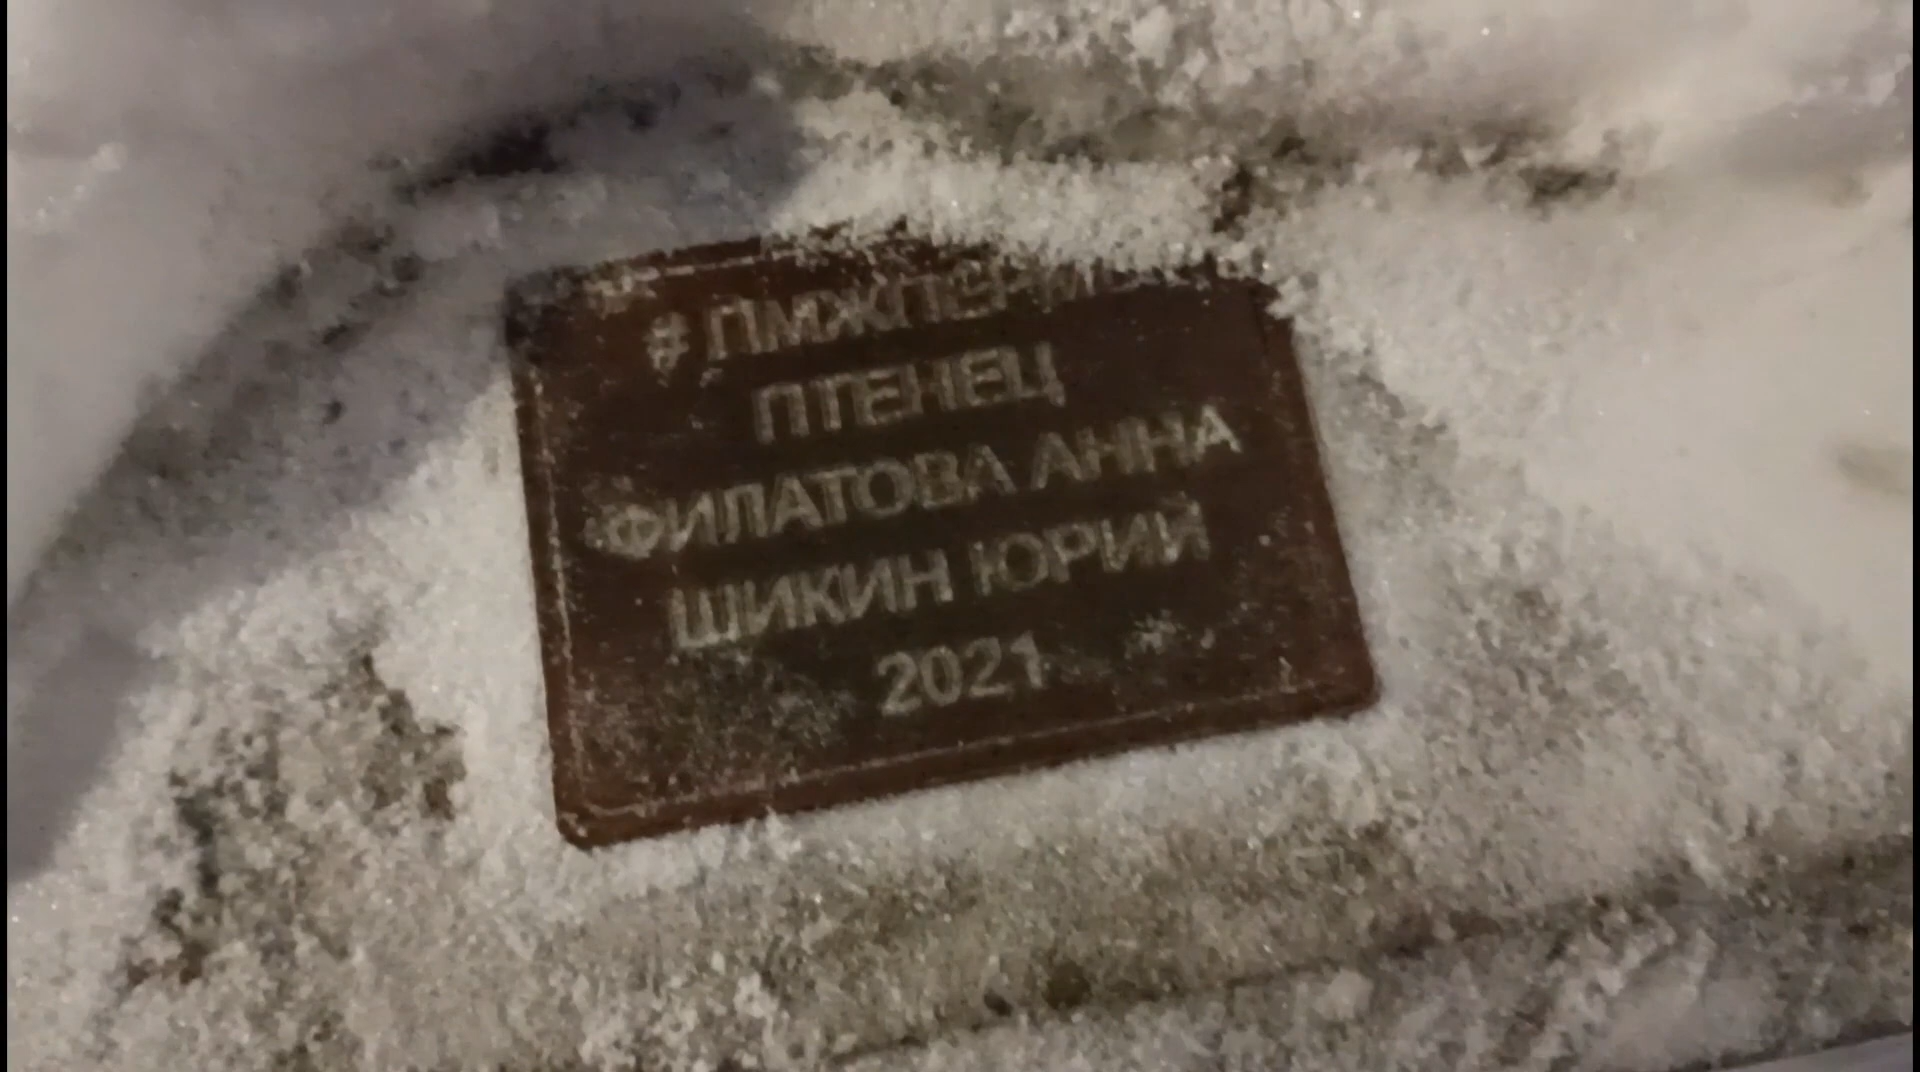 # ПМЖПЕРМЬ
ПТЕНЕЦ
ФИЛАТОВА АННА
ШИКИН ЮРИЙ
2021